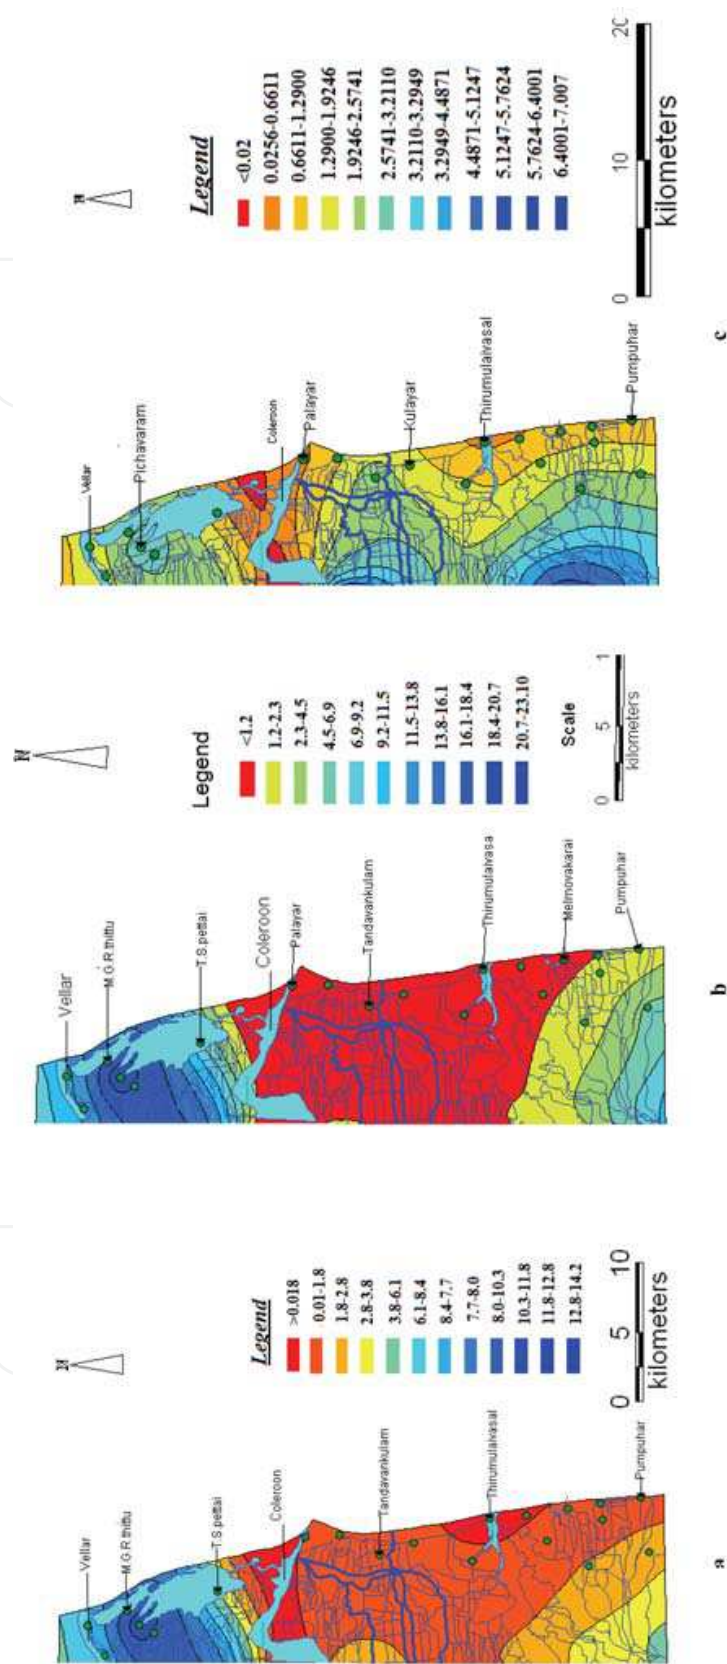 N
Vellar
Pichavaram
Coleroon
Palayar
Kulayar
Thirumulaivasal
Pumpuhar
Legend
<0.02
0.0256-0.6611
0.6611-1.2900
1.2900-1.9246
1.9246-2.5741
2.5741-3.2110
3.2110-3.2949
3.2949-4.4871
4.4871-5.1247
5.1247-5.7624
5.7624-6.4001
6.4001-7.007
0 10 20
kilometers
c
N
Vellar
M.G.R.thittu
T.S.pettai
Coleroon
Palayar
Tandavankulam
Thirumulaivasa
Melmovakarai
Pumpuhar
Legend
<1.2
1.2-2.3
2.3-4.5
4.5-6.9
6.9-9.2
9.2-11.5
11.5-13.8
13.8-16.1
16.1-18.4
18.4-20.7
20.7-23.10
Scale
0 5 1
kilometers
b
N
Vellar
M.G.R.thittu
T.S.pettai
Coleroon
Tandavankulam
Thirumulaivasal
Pumpuhar
Legend
>0.018
0.01-1.8
1.8-2.8
2.8-3.8
3.8-6.1
6.1-8.4
8.4-7.7
7.7-8.0
8.0-10.3
10.3-11.8
11.8-12.8
12.8-14.2
0 5 10
kilometers
a